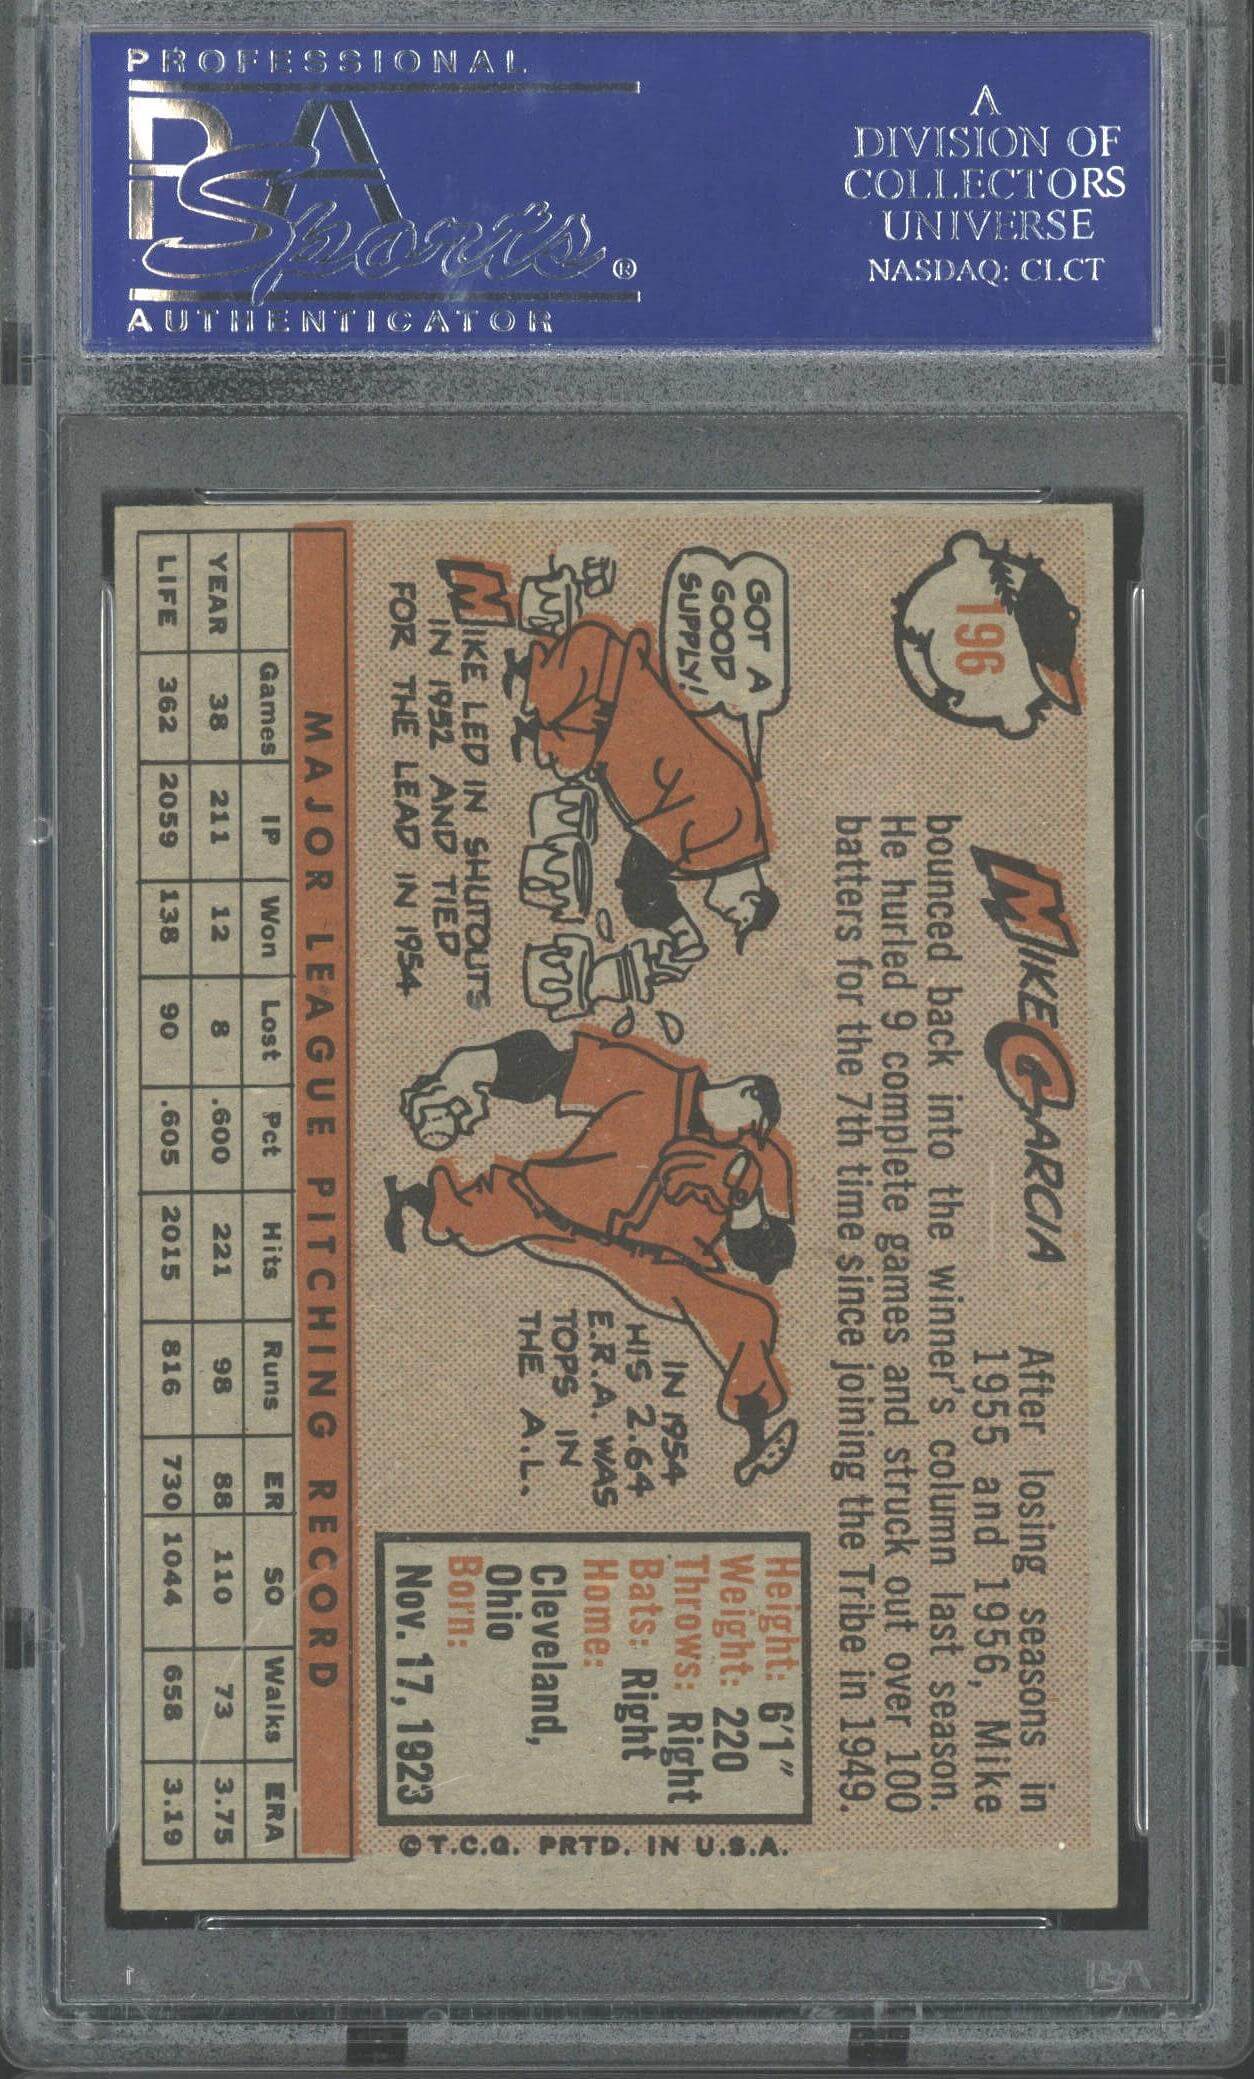 PROFESSIONAL
PSA
Sports®
AUTHENTICATOR
A
DIVISION OF
COLLECTORS
UNIVERSE
NASDAQ: CLCT
196
MIKE GARCIA
After losing seasons in
1955 and 1956, Mike
bounced back into the winner's column last season.
He hurled 9 complete games and struck out over 100
batters for the 7th time since joining the Tribe in 1949.
GOT A
GOOD
SUPPLY!
MIKE LED IN SHUTOUTS
IN 1952 AND TIED
FOR THE LEAD IN 1954
IN 1954
HIS 2.64
E.R.A. WAS
TOPS IN
THE A.L.
Height: 6'1"
Weight: 220
Throws: Right
Bats: Right
Home:
Cleveland,
Ohio
Born:
Nov. 17, 1923
©T.C.G. PRTD. IN U.S.A.
MAJOR LEAGUE PITCHING RECORD
Games IP Won Lost Pct Hits Runs ER SO Walks ERA
YEAR 38 211 12 8 .600 221 98 88 110 73 3.75
LIFE 362 2059 138 90 .605 2015 816 730 1044 658 3.19
PSA
1